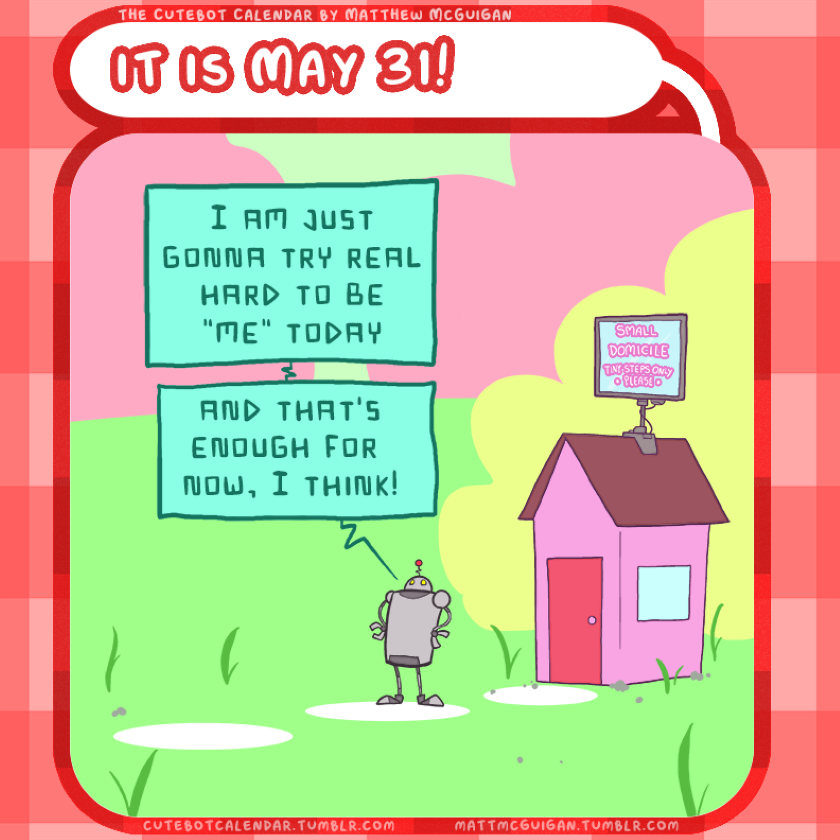 The Cutebot Calendar by Matthew McGuigan
IT IS MAY 31!
I AM JUST
GONNA TRY REAL
HARD TO BE
"ME" TODAY
AND THAT'S
ENOUGH FOR
NOW, I THINK!
SMALL
DOMICILE
TINY STEPS ONLY
• PLEASE •
CUTEBOTCALENDAR.TUMBLR.COM
MATTMCGUIGAN.TUMBLR.COM